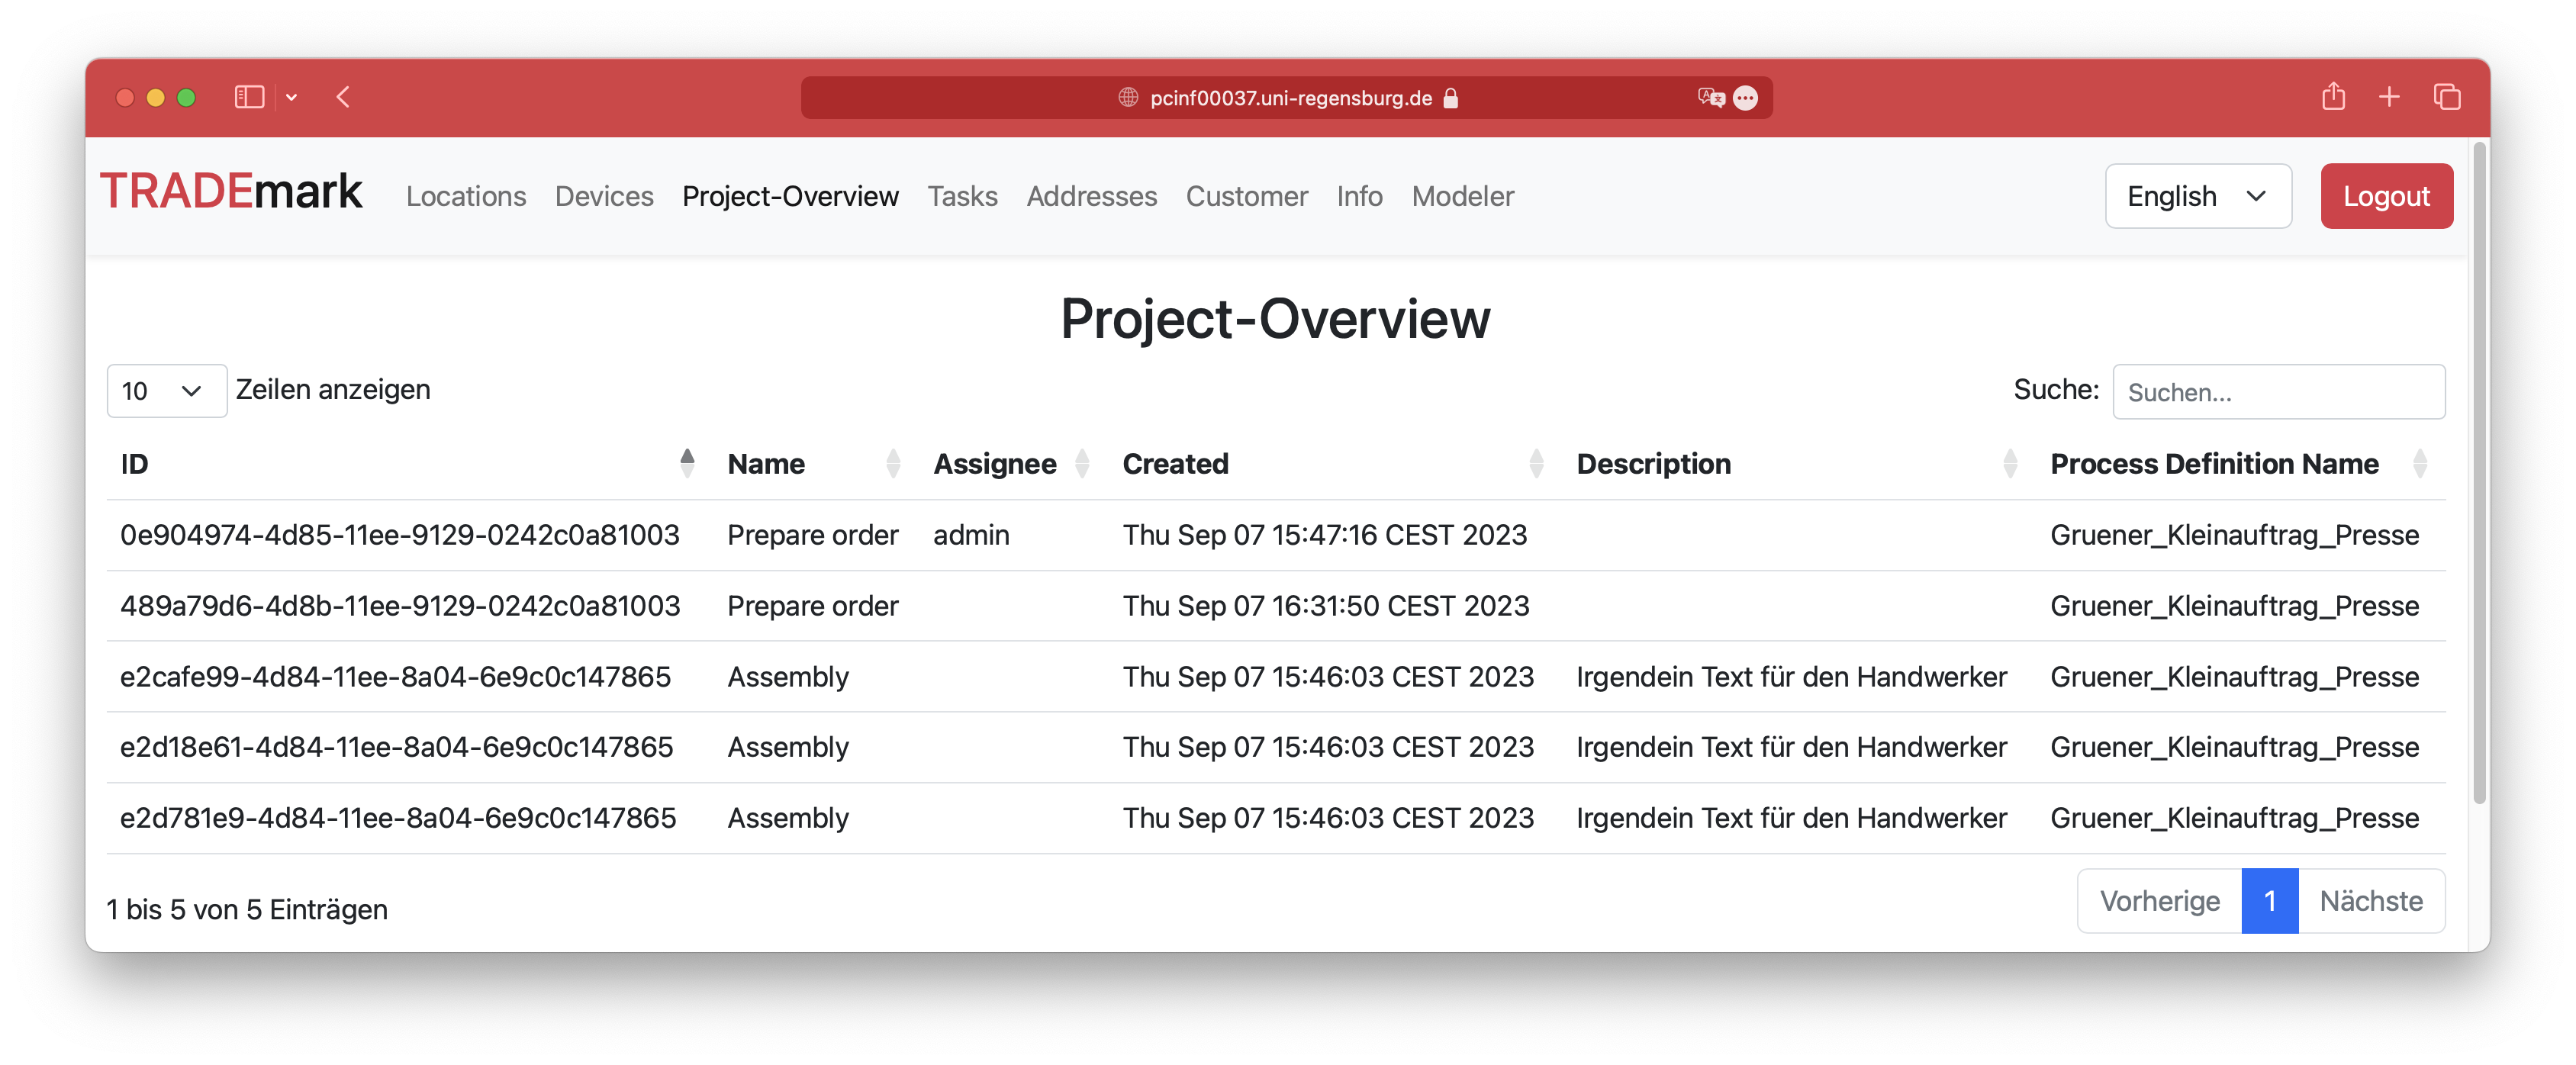 pcinf00037.uni-regensburg.de
TRADEmark Locations Devices Project-Overview Tasks Addresses Customer Info Modeler English Logout
Project-Overview
10 Zeilen anzeigen Suche: Suchen...
ID Name Assignee Created Description Process Definition Name
0e904974-4d85-11ee-9129-0242c0a81003 Prepare order admin Thu Sep 07 15:47:16 CEST 2023 Gruener_Kleinauftrag_Presse
489a79d6-4d8b-11ee-9129-0242c0a81003 Prepare order Thu Sep 07 16:31:50 CEST 2023 Gruener_Kleinauftrag_Presse
e2cafe99-4d84-11ee-8a04-6e9c0c147865 Assembly Thu Sep 07 15:46:03 CEST 2023 Irgendein Text für den Handwerker Gruener_Kleinauftrag_Presse
e2d18e61-4d84-11ee-8a04-6e9c0c147865 Assembly Thu Sep 07 15:46:03 CEST 2023 Irgendein Text für den Handwerker Gruener_Kleinauftrag_Presse
e2d781e9-4d84-11ee-8a04-6e9c0c147865 Assembly Thu Sep 07 15:46:03 CEST 2023 Irgendein Text für den Handwerker Gruener_Kleinauftrag_Presse
1 bis 5 von 5 Einträgen Vorherige 1 Nächste